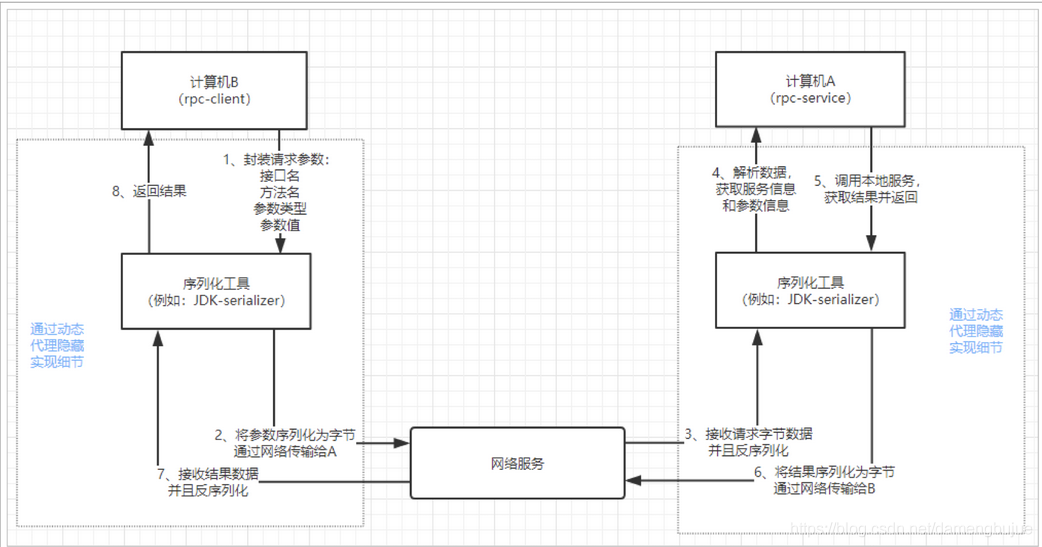 计算机B
（rpc-client）
计算机A
（rpc-service）
1、封装请求参数：
接口名
方法名
参数类型
参数值
8、返回结果
4、解析数据，
获取服务信息
和参数信息
5、调用本地服务，
获取结果并返回
序列化工具
（例如：JDK-serializer）
序列化工具
（例如：JDK-serializer）
通过动态
代理隐藏
实现细节
通过动态
代理隐藏
实现细节
2、将参数序列化为字节
通过网络传输给A
7、接收结果数据
并且反序列化
网络服务
3、接收请求字节数据
并且反序列化
6、将结果序列化为字节
通过网络传输给B
https://blog.csdn.net/damengbujue